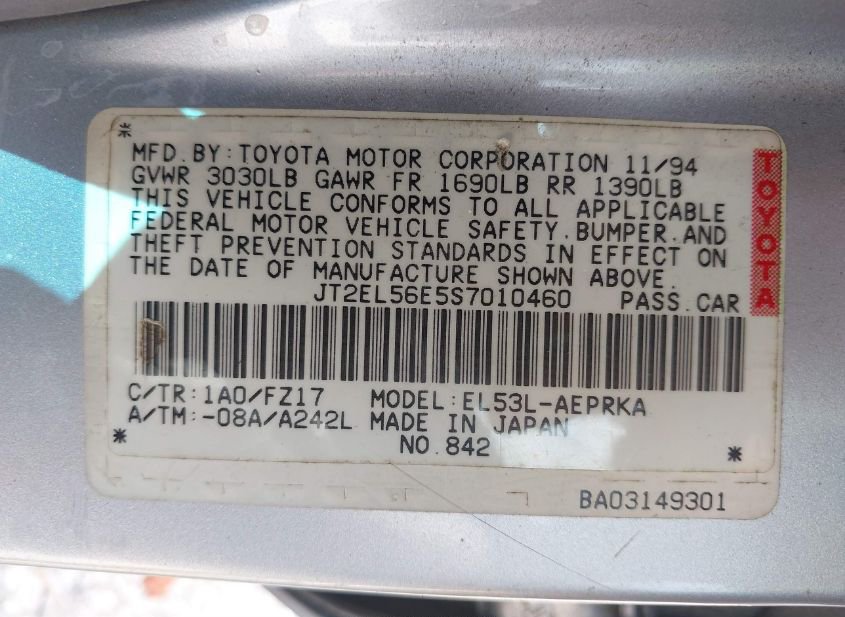 MFD.BY:TOYOTA MOTOR CORPORATION 11/94
GVWR 3030LB GAWR FR 1690LB RR 1390LB
THIS VEHICLE CONFORMS TO ALL APPLICABLE
FEDERAL MOTOR VEHICLE SAFETY.BUMPER.AND
THEFT PREVENTION STANDARDS IN EFFECT ON
THE DATE OF MANUFACTURE SHOWN ABOVE.
JT2EL56E5S7010460 PASS.CAR
C/TR:1A0/FZ17 MODEL:EL53L-AEPRKA
A/TM:-08A/A242L MADE IN JAPAN
NO.842
BA03149301
TOYOTA